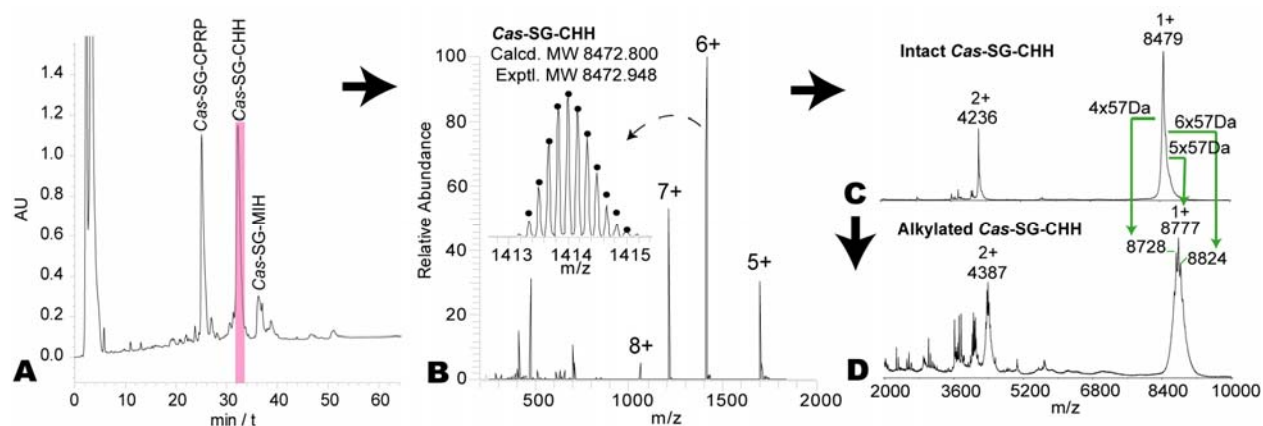 A
AU
1.4
1.2
1.0
0.8
0.6
0.4
0.2
0.0
Cas-SG-CPRP
Cas-SG-CHH
Cas-SG-MIH
0 10 20 30 40 50 60
min / t
B
Relative Abundance
100
80
60
40
20
0
Cas-SG-CHH
Calcd. MW 8472.800
Exptl. MW 8472.948
1413 1414 1415
m/z
6+
7+
5+
8+
500 1000 1500 2000
m/z
C
Intact Cas-SG-CHH
1+
8479
2+
4236
4x57Da
6x57Da
5x57Da
D
Alkylated Cas-SG-CHH
1+
8777
8728
8824
2+
4387
2000 3600 5200 6800 8400 10000
m/z